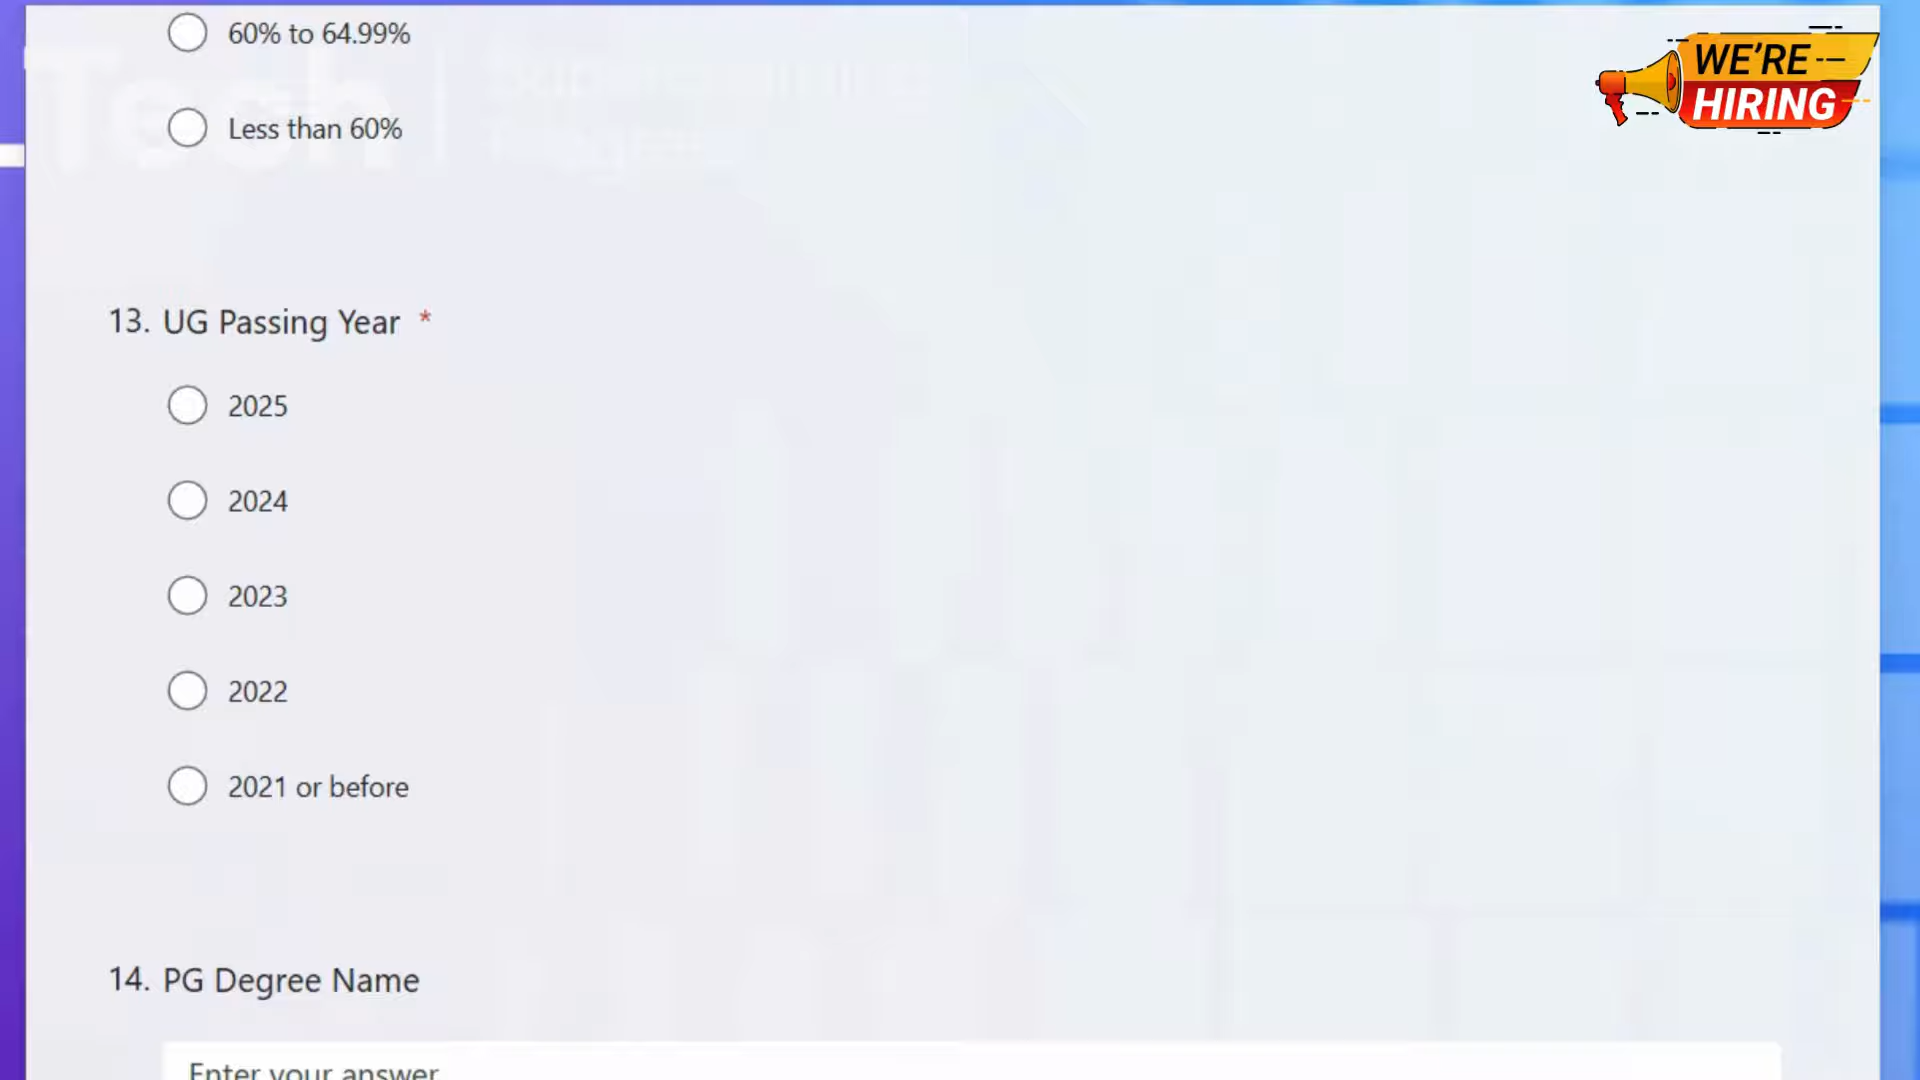 60% to 64.99%
WE'RE
HIRING
Tech
Less than 60%
13. UG Passing Year *
2025
2024
2023
2022
2021 or before
14. PG Degree Name
Enter your answer